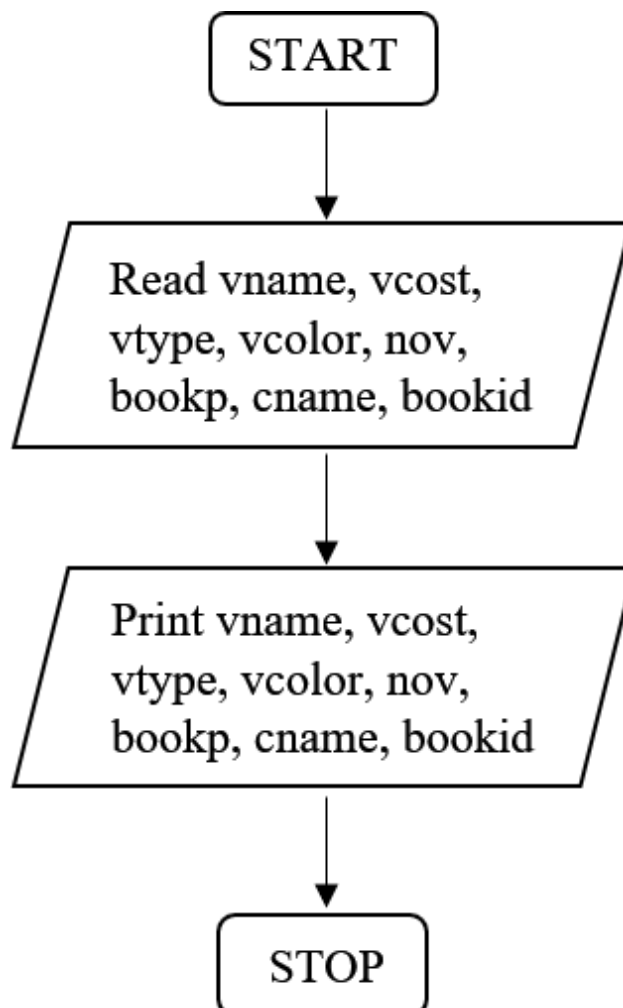 START
Read vname, vcost,
vtype, vcolor, nov,
bookp, cname, bookid
Print vname, vcost,
vtype, vcolor, nov,
bookp, cname, bookid
STOP